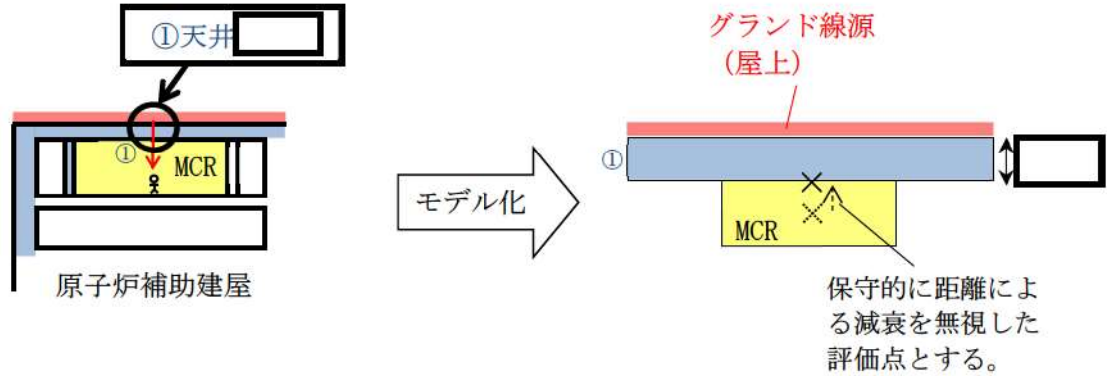 ①天井
グランド線源
(屋上)
①
MCR
①
モデル化
MCR
原子炉補助建屋
保守的に距離によ
る減衰を無視した
評価点とする。